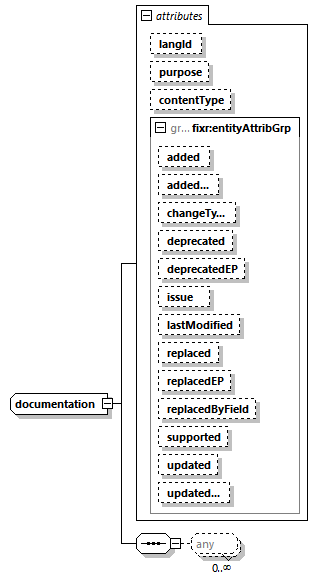 attributes
langId
purpose
contentType
gr... fixr:entityAttribGrp
added
added...
changeTy...
deprecated
deprecatedEP
issue
lastModified
replaced
replacedEP
replacedByField
supported
updated
updated...
documentation
any
0..∞